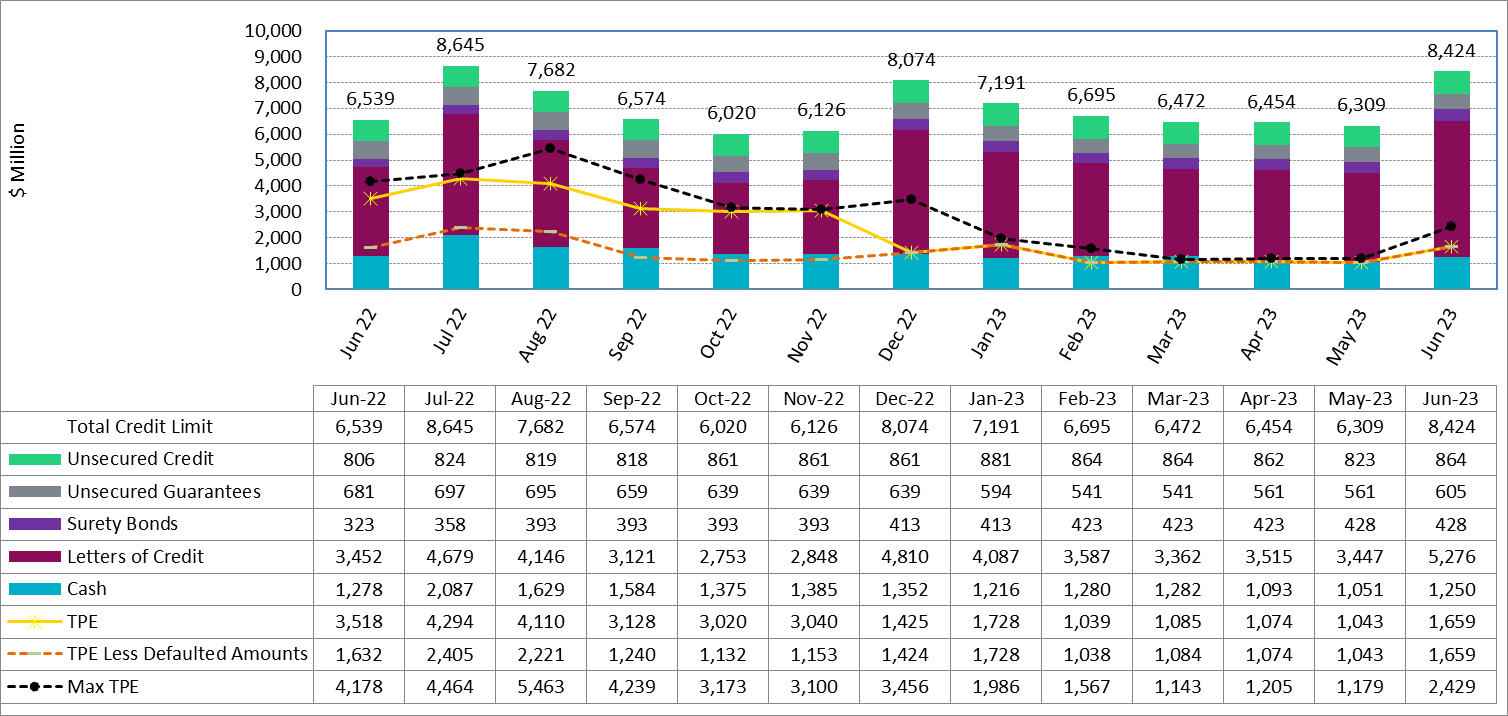 $ Million
10,000
9,000
8,000
7,000
6,000
5,000
4,000
3,000
2,000
1,000
0
6,539 8,645 7,682 6,574 6,020 6,126 8,074 7,191 6,695 6,472 6,454 6,309 8,424
Jun 22 Jul 22 Aug 22 Sep 22 Oct 22 Nov 22 Dec 22 Jan 23 Feb 23 Mar 23 Apr 23 May 23 Jun 23
Jun-22 Jul-22 Aug-22 Sep-22 Oct-22 Nov-22 Dec-22 Jan-23 Feb-23 Mar-23 Apr-23 May-23 Jun-23
Total Credit Limit 6,539 8,645 7,682 6,574 6,020 6,126 8,074 7,191 6,695 6,472 6,454 6,309 8,424
Unsecured Credit 806 824 819 818 861 861 861 881 864 864 862 823 864
Unsecured Guarantees 681 697 695 659 639 639 639 594 541 541 561 561 605
Surety Bonds 323 358 393 393 393 393 413 413 423 423 423 428 428
Letters of Credit 3,452 4,679 4,146 3,121 2,753 2,848 4,810 4,087 3,587 3,362 3,515 3,447 5,276
Cash 1,278 2,087 1,629 1,584 1,375 1,385 1,352 1,216 1,280 1,282 1,093 1,051 1,250
TPE 3,518 4,294 4,110 3,128 3,020 3,040 1,425 1,728 1,039 1,085 1,074 1,043 1,659
TPE Less Defaulted Amounts 1,632 2,405 2,221 1,240 1,132 1,153 1,424 1,728 1,038 1,084 1,074 1,043 1,659
Max TPE 4,178 4,464 5,463 4,239 3,173 3,100 3,456 1,986 1,567 1,143 1,205 1,179 2,429